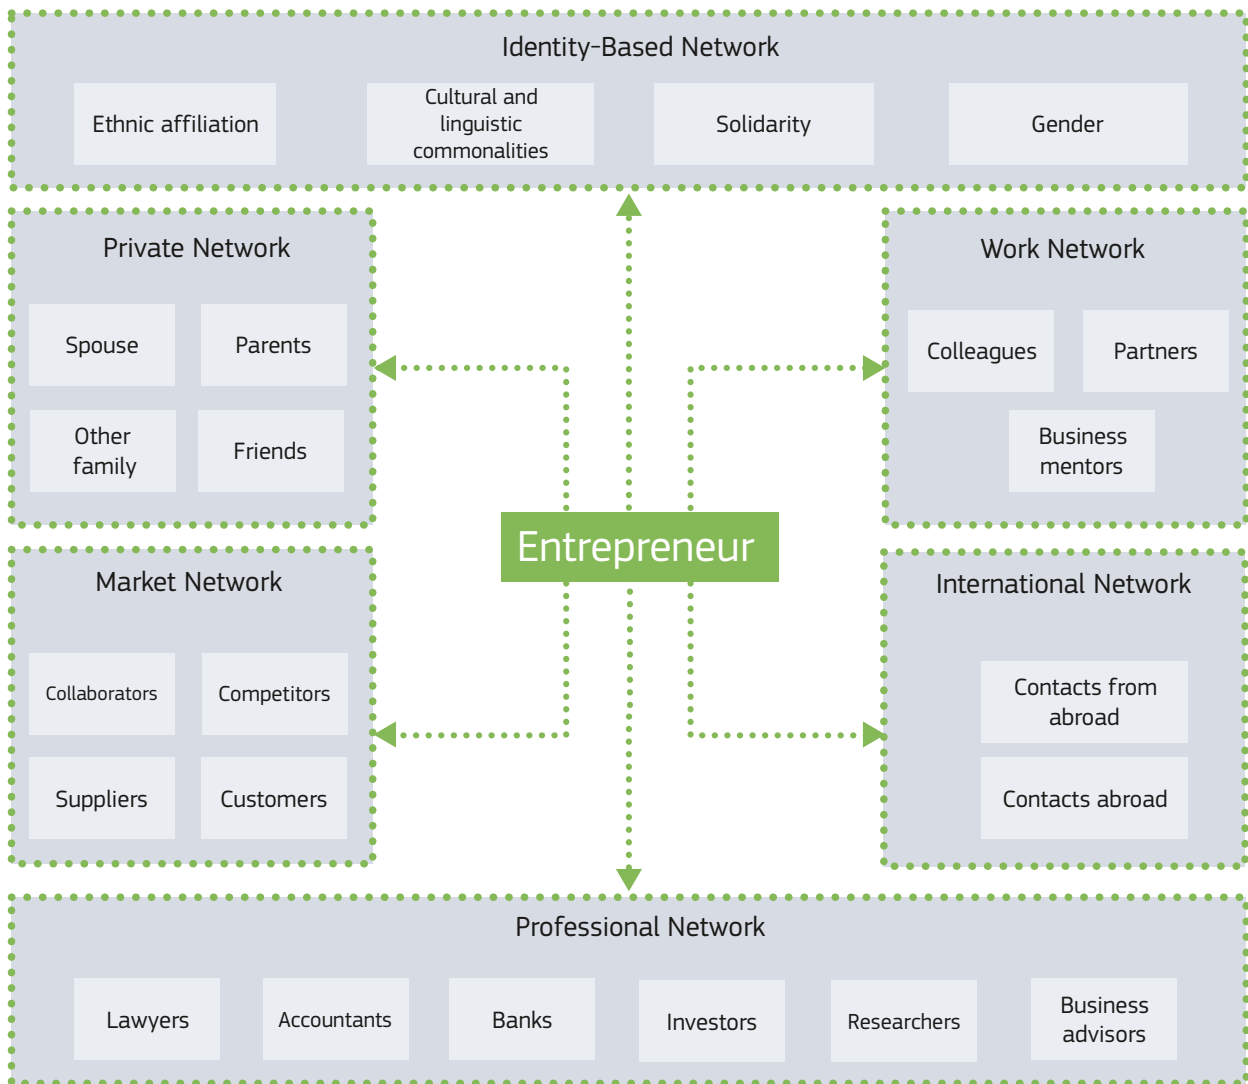 Identity-Based Network
Ethnic affiliation
Cultural and
linguistic
commonalities
Solidarity
Gender
Private Network
Spouse
Parents
Other
family
Friends
Work Network
Colleagues
Partners
Business
mentors
Entrepreneur
Market Network
Collaborators
Competitors
Suppliers
Customers
International Network
Contacts from
abroad
Contacts abroad
Professional Network
Lawyers
Accountants
Banks
Investors
Researchers
Business
advisors